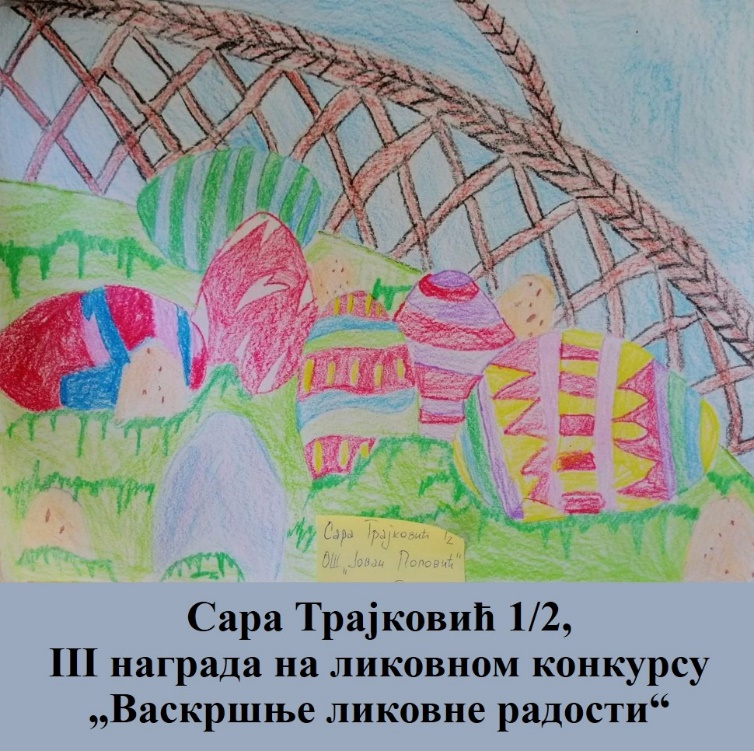 Сара Трајковић 1/2
ОШ „Јован Поповић“
Сара Трајковић 1/2,
III награда на ликовном конкурсу
„Васкршње ликовне радости“